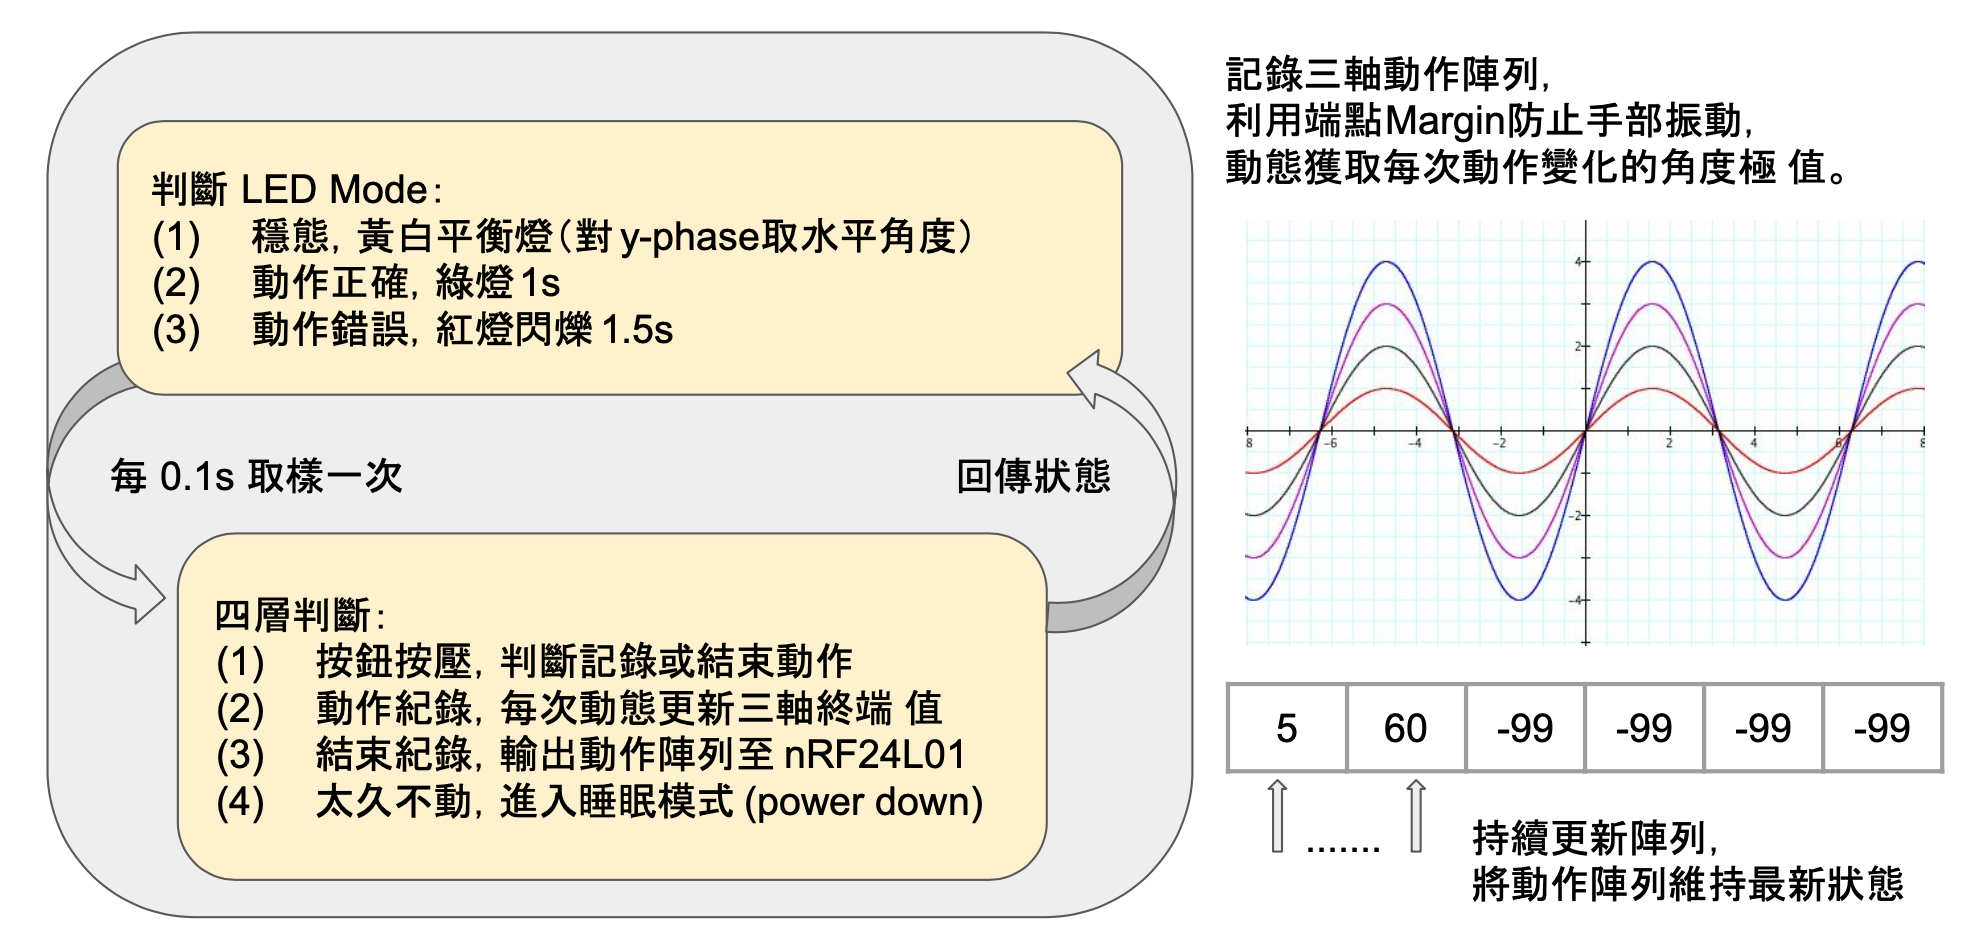 判斷 LED Mode：
(1) 穩態，黃白平衡燈（對 y-phase取水平角度）
(2) 動作正確，綠燈 1s
(3) 動作錯誤，紅燈閃爍 1.5s
每 0.1s 取樣一次
回傳狀態
四層判斷：
(1) 按鈕按壓，判斷記錄或結束動作
(2) 動作紀錄，每次動態更新三軸終端 值
(3) 結束紀錄，輸出動作陣列至 nRF24L01
(4) 太久不動，進入睡眠模式 (power down)
記錄三軸動作陣列，
利用端點Margin防止手部振動，
動態獲取每次動作變化的角度極 值。
4
2
8 -6 -4 -2 2 4 6 8
-2
-4
5 60 -99 -99 -99 -99
.......
持續更新陣列，
將動作陣列維持最新狀態